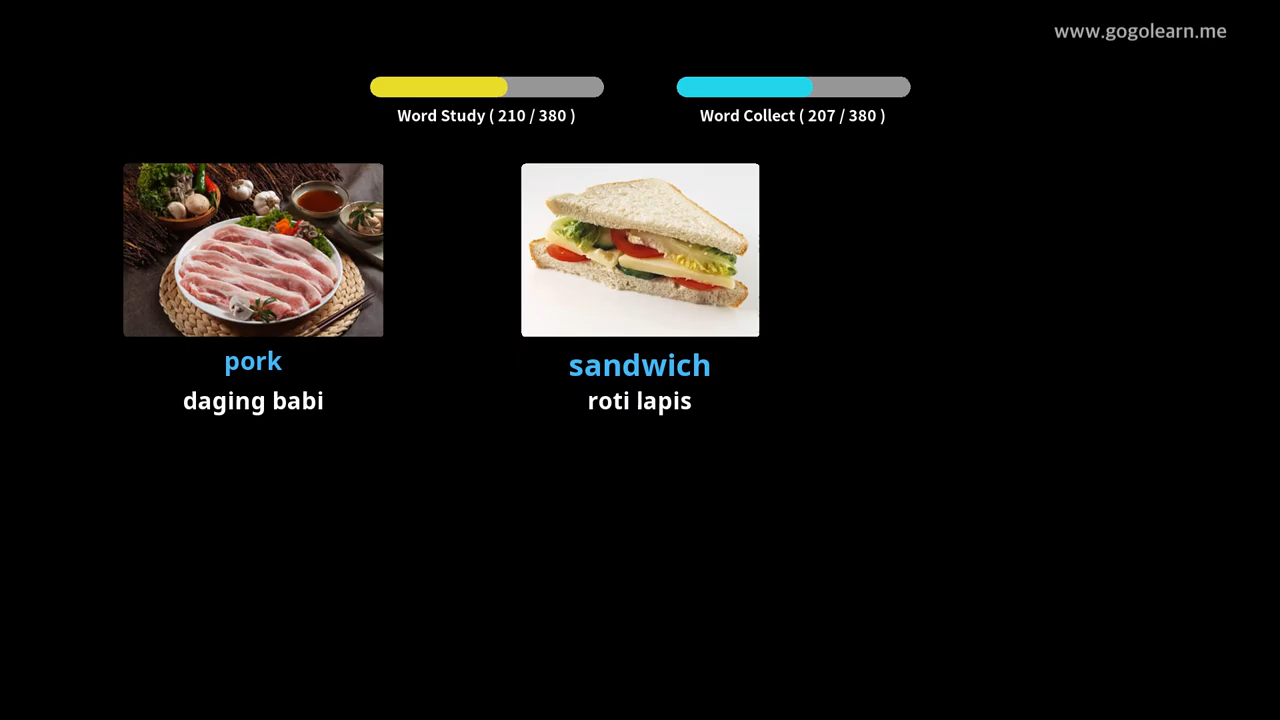 www.gogolearn.me
Word Study ( 210 / 380 )
Word Collect ( 207 / 380 )
pork
daging babi
sandwich
roti lapis